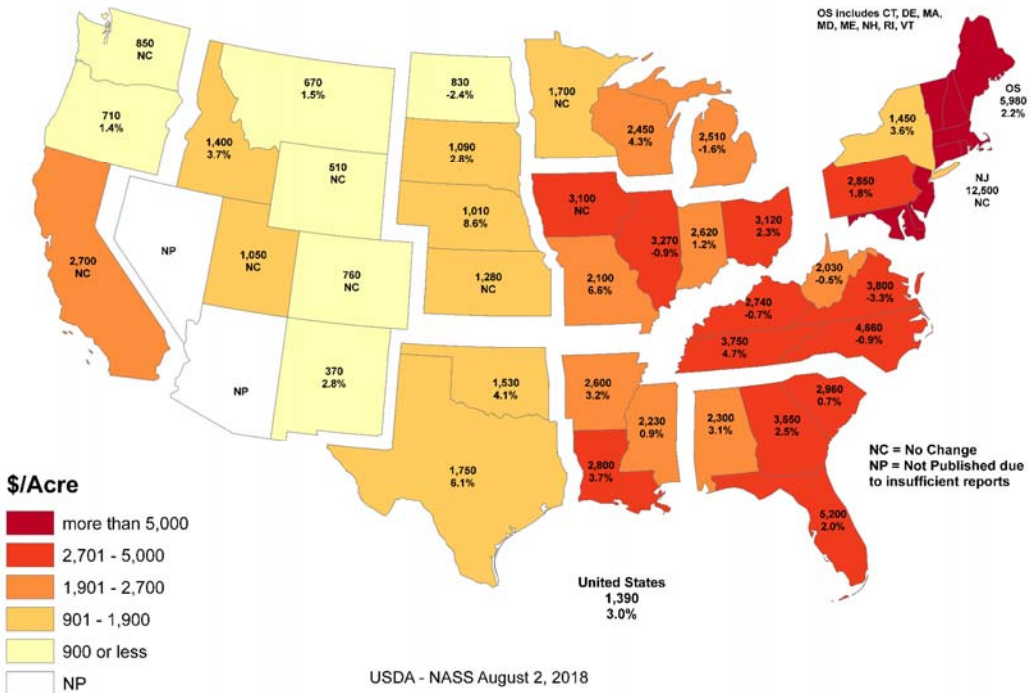 OS includes CT, DE, MA,
MD, ME, NH, RI, VT
850
NC
710
1.4%
1,400
3.7%
670
1.5%
510
NC
2,700
NC
NP
1,050
NC
760
NC
NP
370
2.8%
830
-2.4%
1,090
2.8%
1,010
8.6%
1,280
NC
1,530
4.1%
1,750
6.1%
1,700
NC
2,450
4.3%
2,510
-1.6%
3,100
NC
3,270
-0.9%
2,620
1.2%
3,120
2.3%
2,100
6.6%
2,600
3.2%
2,800
3.7%
2,230
0.9%
2,300
3.1%
2,740
-0.7%
3,750
4.7%
2,030
-0.5%
3,800
-3.3%
4,660
-0.9%
2,960
0.7%
3,650
2.5%
5,200
2.0%
1,450
3.6%
2,850
1.8%
OS
5,980
2.2%
NJ
12,500
NC
NC = No Change
NP = Not Published due
to insufficient reports
$/Acre
more than 5,000
2,701 - 5,000
1,901 - 2,700
901 - 1,900
900 or less
NP
United States
1,390
3.0%
USDA - NASS August 2, 2018